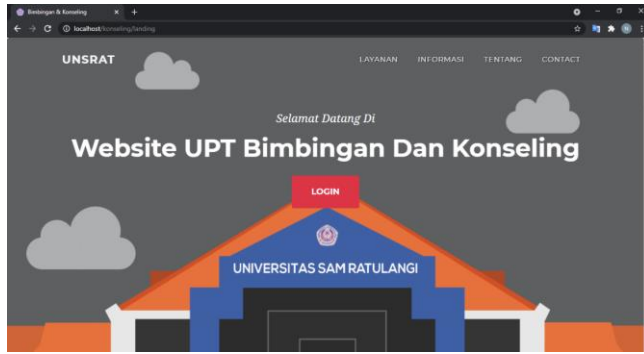 Bimbingan & Konseling
localhost/konseling/landing
UNSRAT
LAYANAN INFORMASI TENTANG CONTACT
Selamat Datang Di
Website UPT Bimbingan Dan Konseling
LOGIN
UNIVERSITAS SAM RATULANGI